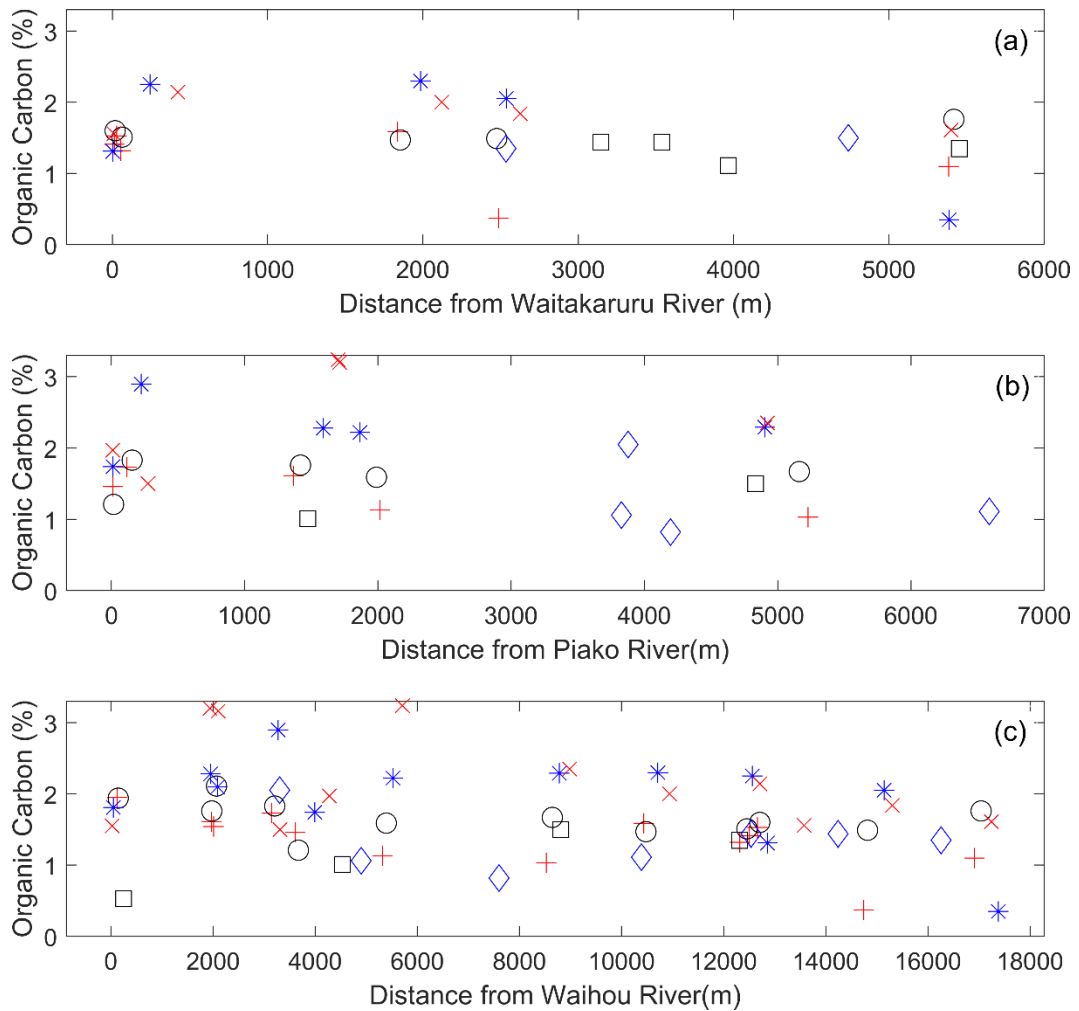 Organic Carbon (%)
3
2
1
0
(a)
0 1000 2000 3000 4000 5000 6000
Distance from Waitakaruru River (m)
Organic Carbon (%)
3
2
1
0
(b)
0 1000 2000 3000 4000 5000 6000 7000
Distance from Piako River(m)
Organic Carbon (%)
3
2
1
0
(c)
0 2000 4000 6000 8000 10000 12000 14000 16000 18000
Distance from Waihou River(m)